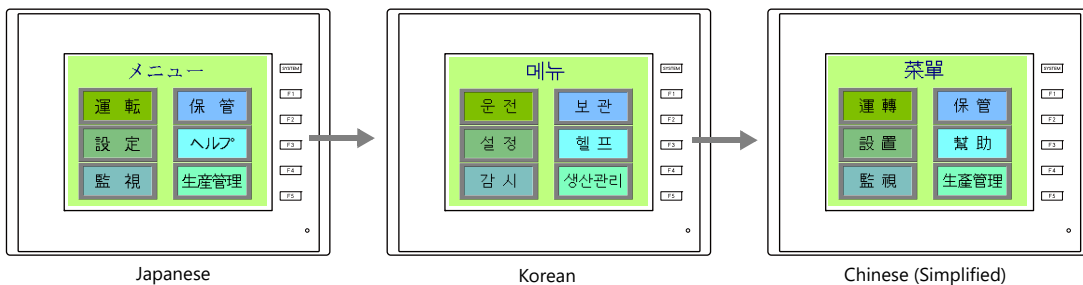 メニュー
運 転
保 管
設 定
ヘルプ
監 視
生産管理
SYSTEM
F1
F2
F3
F4
F5
Japanese
메뉴
운 전
보 관
설 정
헬 프
감 시
생산관리
SYSTEM
F1
F2
F3
F4
F5
Korean
菜單
運 轉
保 管
設 置
幫 助
監 視
生產管理
SYSTEM
F1
F2
F3
F4
F5
Chinese (Simplified)